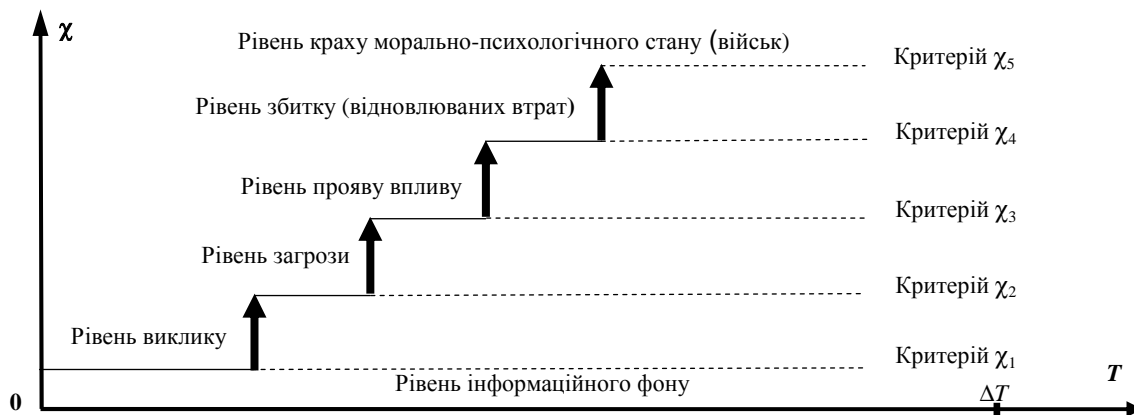 χ
Рівень краху морально-психологічного стану (військ)
Критерій χ5
Рівень збитку (відновлюваних втрат)
Критерій χ4
Рівень прояву впливу
Критерій χ3
Рівень загрози
Критерій χ2
Рівень виклику
Критерій χ1
Рівень інформаційного фону
T
0
ΔT